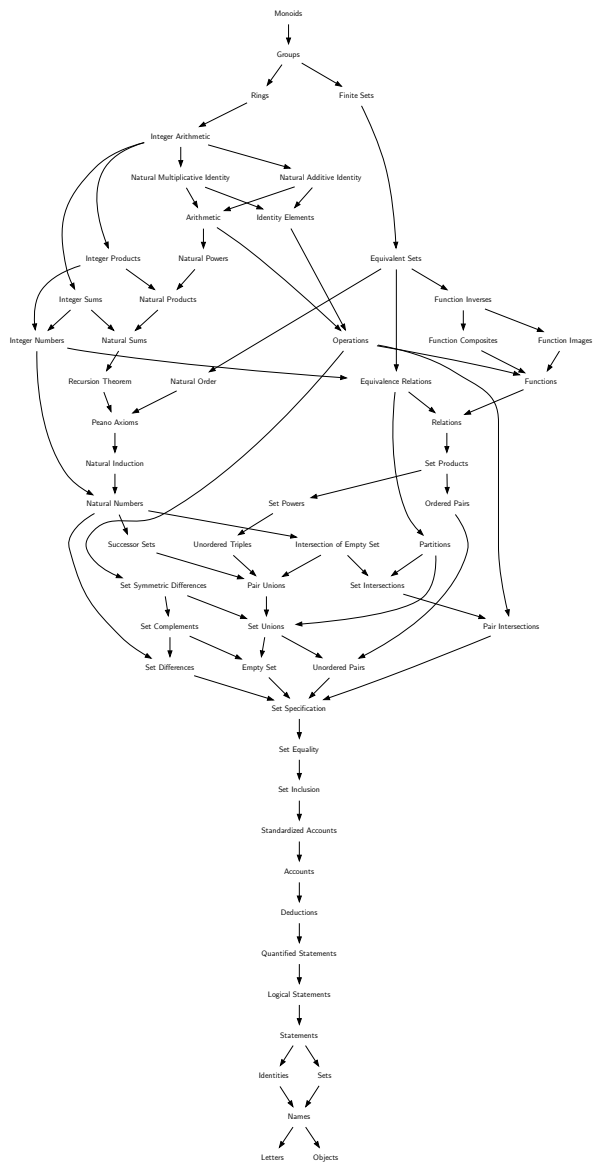 Monoids
Groups
Rings
Finite Sets
Integer Arithmetic
Natural Multiplicative Identity
Natural Additive Identity
Arithmetic
Identity Elements
Integer Products
Natural Powers
Equivalent Sets
Integer Sums
Natural Products
Function Inverses
Integer Numbers
Natural Sums
Operations
Function Composites
Function Images
Recursion Theorem
Natural Order
Equivalence Relations
Functions
Peano Axioms
Relations
Natural Induction
Set Products
Natural Numbers
Set Powers
Ordered Pairs
Successor Sets
Unordered Triples
Intersection of Empty Set
Partitions
Set Symmetric Differences
Pair Unions
Set Intersections
Set Complements
Set Unions
Pair Intersections
Set Differences
Empty Set
Unordered Pairs
Set Specification
Set Equality
Set Inclusion
Standardized Accounts
Accounts
Deductions
Quantified Statements
Logical Statements
Statements
Identities
Sets
Names
Letters
Objects